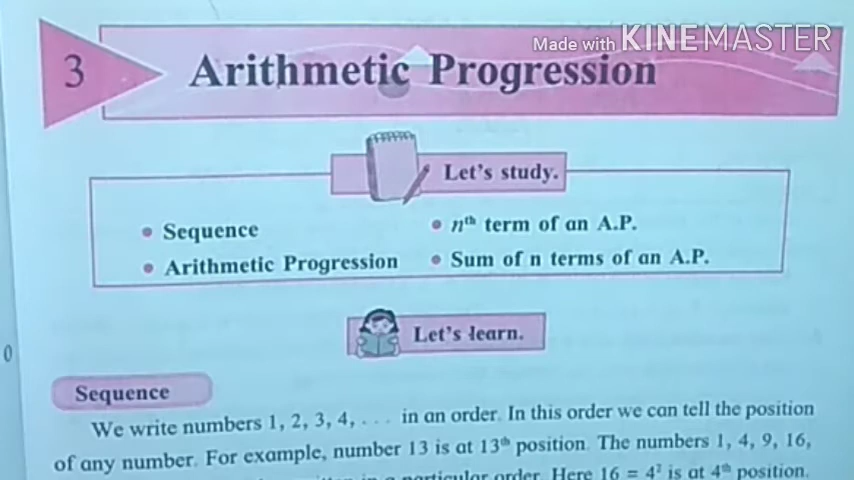 Made with KINEMASTER
3
Arithmetic Progression
Let's study.
• Sequence
• nᵗʰ term of an A.P.
• Arithmetic Progression
• Sum of n terms of an A.P.
Let's learn.
0
Sequence
We write numbers 1, 2, 3, 4, . . . in an order. In this order we can tell the position
of any number. For example, number 13 is at 13ᵗʰ position. The numbers 1, 4, 9, 16,
particular order. Here 16 = 4² is at 4ᵗʰ position.